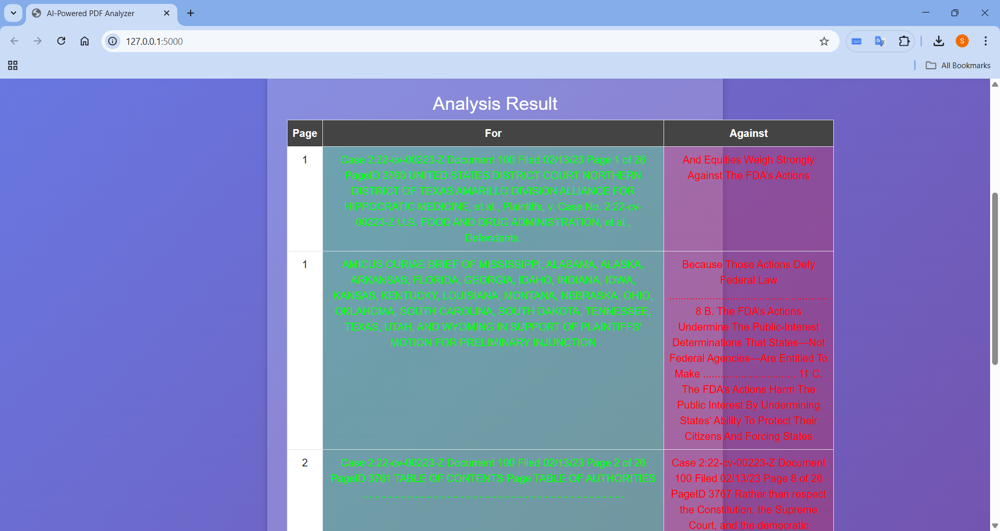 AI-Powered PDF Analyzer
127.0.0.1:5000
S
All Bookmarks
Analysis Result
Page
For
Against
1
Case 2:22-cv-00223-Z Document 100 Filed 02/13/23 Page 1 of 26
PageID 3760 UNITED STATES DISTRICT COURT NORTHERN
DISTRICT OF TEXAS AMARILLO DIVISION ALLIANCE FOR
HIPPOCRATIC MEDICINE, et al., Plaintiffs, v. Case No. 2:22-cv-
00223-Z U.S. FOOD AND DRUG ADMINISTRATION, et al.,
Defendants.
And Equities Weigh Strongly
Against The FDA’s Actions
1
AMICUS CURIAE BRIEF OF MISSISSIPPI, ALABAMA, ALASKA,
ARKANSAS, FLORIDA, GEORGIA, IDAHO, INDIANA, IOWA,
KANSAS, KENTUCKY, LOUISIANA, MONTANA, NEBRASKA, OHIO,
OKLAHOMA, SOUTH CAROLINA, SOUTH DAKOTA, TENNESSEE,
TEXAS, UTAH, AND WYOMING IN SUPPORT OF PLAINTIFFS’
MOTION FOR PRELIMINARY INJUNCTION
Because Those Actions Defy
Federal Law
.......................................................
8 B. The FDA’s Actions
Undermine The Public-Interest
Determinations That States—Not
Federal Agencies—Are Entitled To
Make ................................ 11 C.
The FDA’s Actions Harm The
Public Interest By Undermining
States’ Ability To Protect Their
Citizens And Forcing States
2
Case 2:22-cv-00223-Z Document 100 Filed 02/13/23 Page 2 of 26
PageID 3761 TABLE OF CONTENTS Page TABLE OF AUTHORITIES
..........................................................................................
Case 2:22-cv-00223-Z Document
100 Filed 02/13/23 Page 8 of 26
PageID 3767 Rather than respect
the Constitution, the Supreme
Court, and the democratic